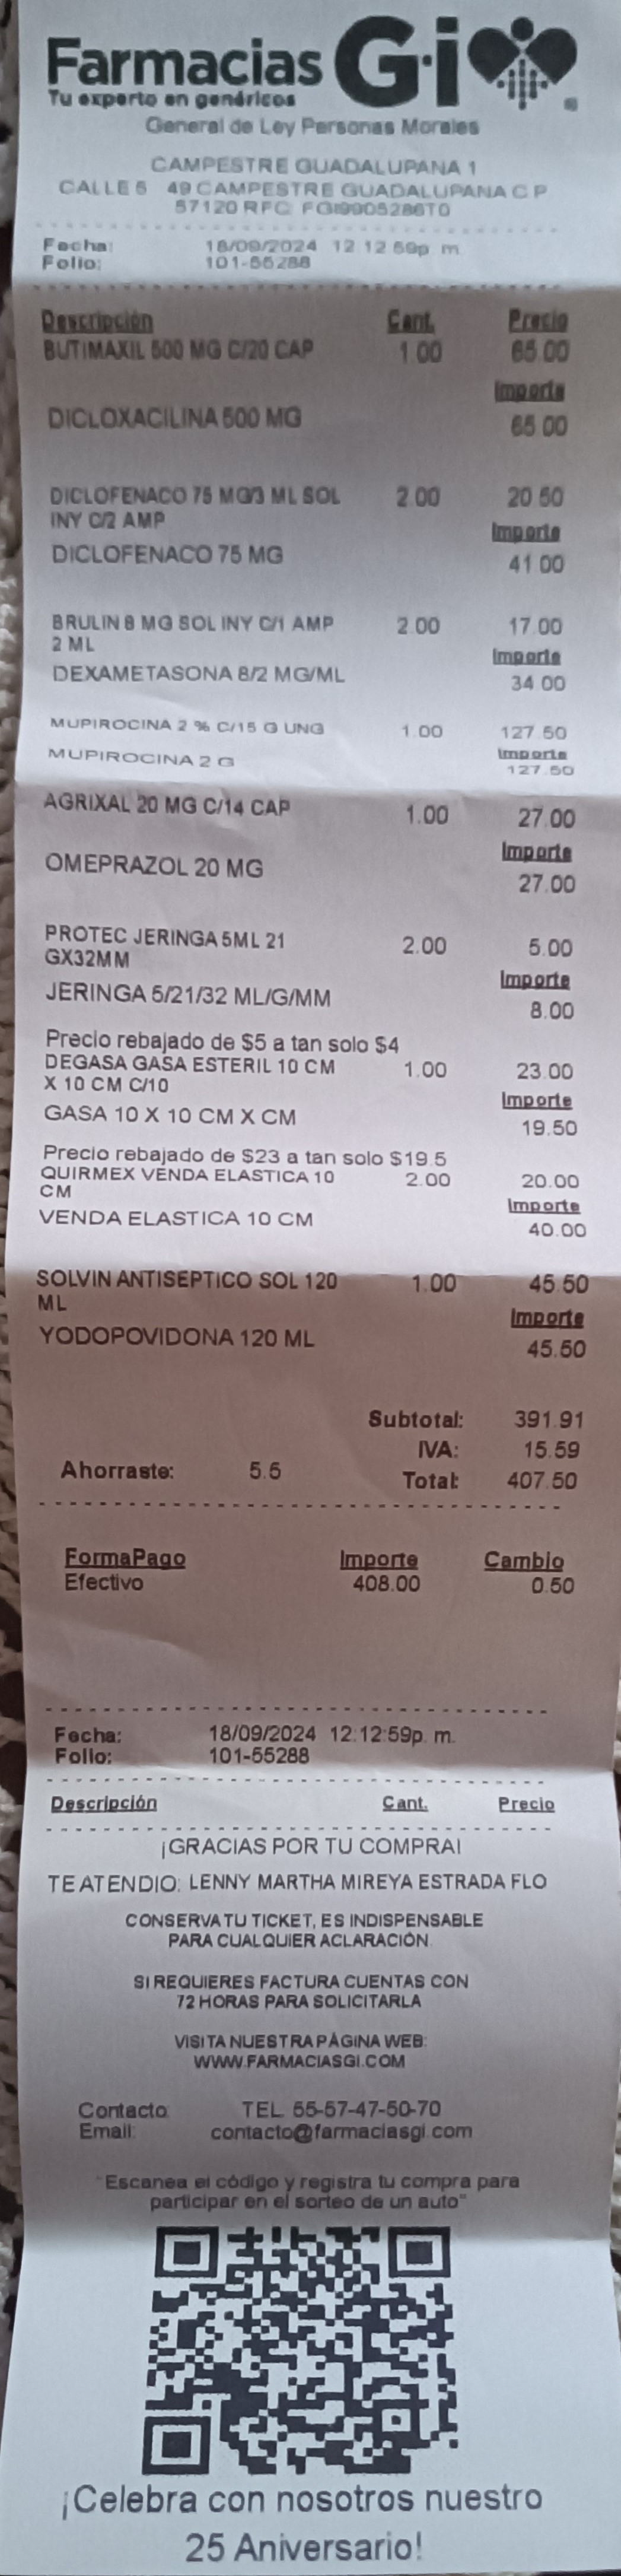 Farmacias Gi
Tu experto en genéricos
General de Ley Personas Morales
CAMPESTRE GUADALUPANA 1
CALLE 5 49 CAMPESTRE GUADALUPANA C P
57120 RFC: FGI9905286T0
Fecha: 18/09/2024 12:12:59p. m.
Folio: 101-55288
Descripción Cant. Precio
BUTIMAXIL 500 MG C/20 CAP 1.00 65.00
Importe
DICLOXACILINA 500 MG 65.00
DICLOFENACO 75 MG/3 ML SOL 2.00 20.50
INY C/2 AMP Importe
DICLOFENACO 75 MG 41.00
BRULIN 8 MG SOL INY C/1 AMP 2.00 17.00
2 ML Importe
DEXAMETASONA 8/2 MG/ML 34.00
MUPIROCINA 2 % C/15 G UNG 1.00 127.50
Importe
MUPIROCINA 2 G 127.50
AGRIXAL 20 MG C/14 CAP 1.00 27.00
Importe
OMEPRAZOL 20 MG 27.00
PROTEC JERINGA 5ML 21 2.00 5.00
GX32MM Importe
JERINGA 5/21/32 ML/G/MM 8.00
Precio rebajado de $5 a tan solo $4
DEGASA GASA ESTERIL 10 CM 1.00 23.00
X 10 CM C/10 Importe
GASA 10 X 10 CM X CM 19.50
Precio rebajado de $23 a tan solo $19.5
QUIRMEX VENDA ELASTICA 10 2.00 20.00
CM Importe
VENDA ELASTICA 10 CM 40.00
SOLVIN ANTISEPTICO SOL 120 1.00 45.50
ML Importe
YODOPOVIDONA 120 ML 45.50
Subtotal: 391.91
IVA: 15.59
Ahorraste: 5.5 Total: 407.50
FormaPago Importe Cambio
Efectivo 408.00 0.50
Fecha: 18/09/2024 12:12:59p. m.
Folio: 101-55288
Descripción Cant. Precio
¡GRACIAS POR TU COMPRA!
TE ATENDIO: LENNY MARTHA MIREYA ESTRADA FLO
CONSERVA TU TICKET, ES INDISPENSABLE
PARA CUALQUIER ACLARACIÓN.
SI REQUIERES FACTURA CUENTAS CON
72 HORAS PARA SOLICITARLA
VISITA NUESTRA PÁGINA WEB:
WWW.FARMACIASGI.COM
Contacto: TEL. 55-57-47-50-70
Email: contacto@farmaciasgi.com
"Escanea el código y registra tu compra para
participar en el sorteo de un auto"
¡Celebra con nosotros nuestro
25 Aniversario!